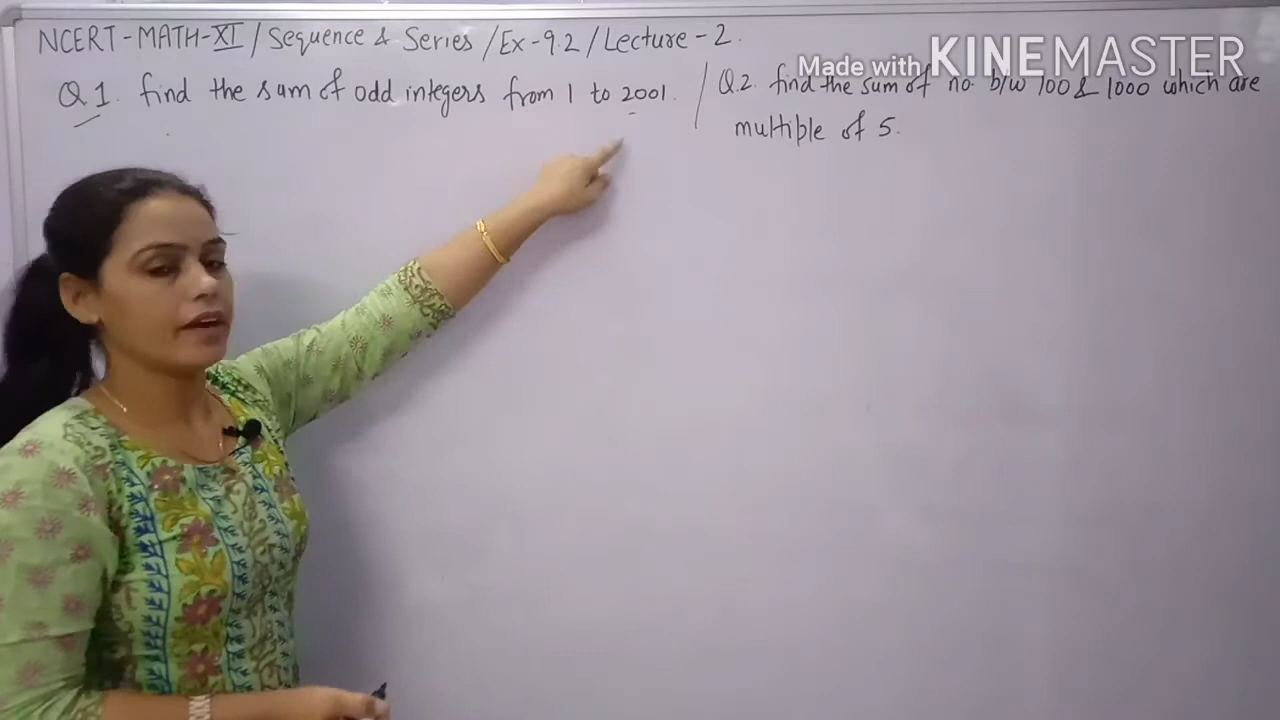 NCERT-MATH-XI / Sequence & Series / Ex-9.2 / Lecture-2.
Made with KINEMASTER
Q 1. find the sum of odd integers from 1 to 2001.
Q.2. find the sum of no. b/w 100 & 1000 which are
multiple of 5.